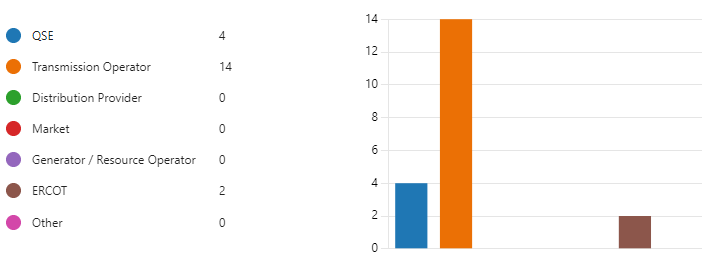 QSE 4
Transmission Operator 14
Distribution Provider 0
Market 0
Generator / Resource Operator 0
ERCOT 2
Other 0
14
12
10
8
6
4
2
0